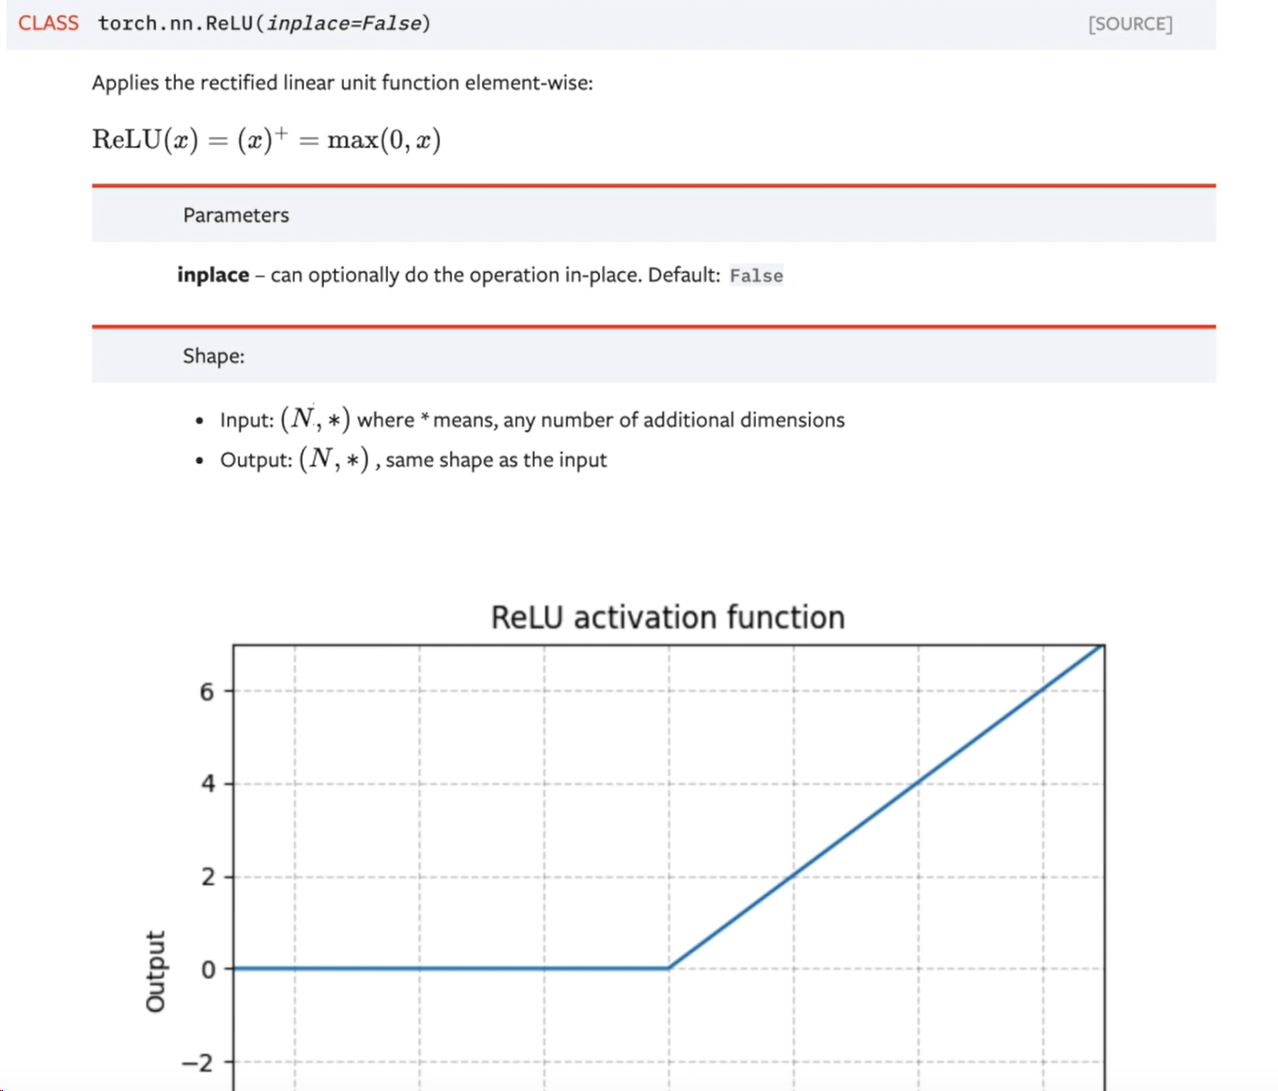 CLASS torch.nn.ReLU(inplace=False) [SOURCE]
Applies the rectified linear unit function element-wise:
ReLU(x) = (x)⁺ = max(0, x)
Parameters
inplace – can optionally do the operation in-place. Default: False
Shape:
• Input: (N, *) where * means, any number of additional dimensions
• Output: (N, *) , same shape as the input
ReLU activation function
6
4
2
0
−2
Output